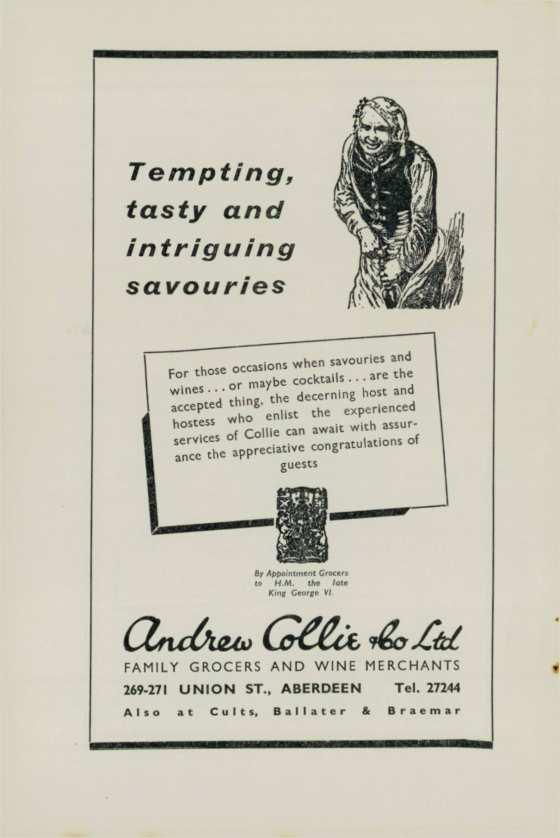 Tempting,
tasty and
intriguing
savouries
For those occasions when savouries and
wines . . . or maybe cocktails . . . are the
accepted thing, the decerning host and
hostess who enlist the experienced
services of Collie can await with assur-
ance the appreciative congratulations of
guests
By Appointment Grocers
to H.M. the late
King George VI.
Andrew Collie & Co Ltd
FAMILY GROCERS AND WINE MERCHANTS
269-271 UNION ST., ABERDEEN Tel. 27244
Also at Cults, Ballater & Braemar